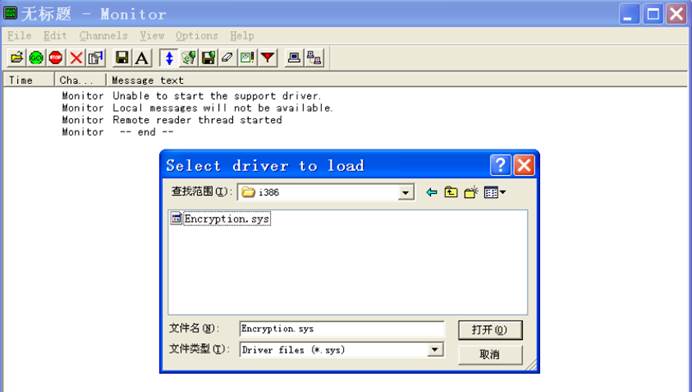 无标题 - Monitor
File Edit Channels View Options Help
Time Cha... Message text
Monitor Unable to start the support driver.
Monitor Local messages will not be available.
Monitor Remote reader thread started
Monitor -- end --
Select driver to load
查找范围(I): i386
Encryption.sys
文件名(N): Encryption.sys 打开(O)
文件类型(T): Driver files (*.sys) 取消